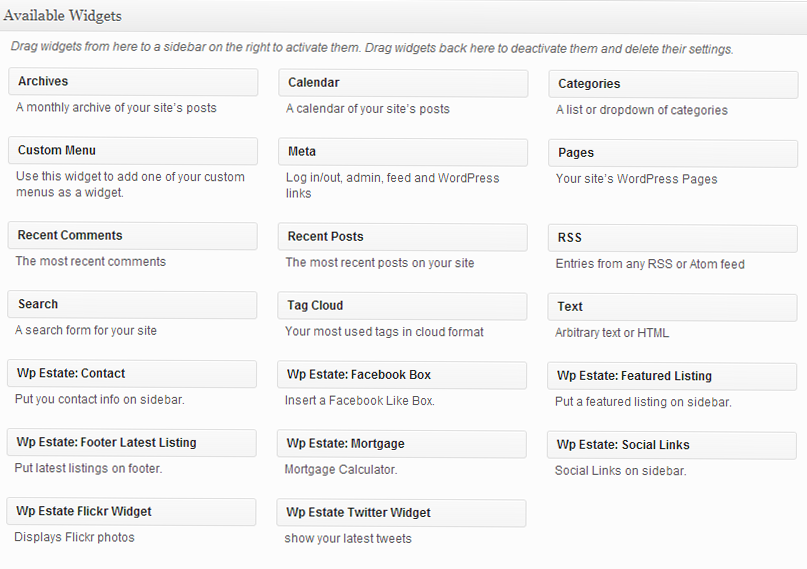 Available Widgets
Drag widgets from here to a sidebar on the right to activate them. Drag widgets back here to deactivate them and delete their settings.
Archives
A monthly archive of your site's posts
Calendar
A calendar of your site's posts
Categories
A list or dropdown of categories
Custom Menu
Use this widget to add one of your custom
menus as a widget.
Meta
Log in/out, admin, feed and WordPress
links
Pages
Your site's WordPress Pages
Recent Comments
The most recent comments
Recent Posts
The most recent posts on your site
RSS
Entries from any RSS or Atom feed
Search
A search form for your site
Tag Cloud
Your most used tags in cloud format
Text
Arbitrary text or HTML
Wp Estate: Contact
Put you contact info on sidebar.
Wp Estate: Facebook Box
Insert a Facebook Like Box.
Wp Estate: Featured Listing
Put a featured listing on sidebar.
Wp Estate: Footer Latest Listing
Put latest listings on footer.
Wp Estate: Mortgage
Mortgage Calculator.
Wp Estate: Social Links
Social Links on sidebar.
Wp Estate Flickr Widget
Displays Flickr photos
Wp Estate Twitter Widget
show your latest tweets